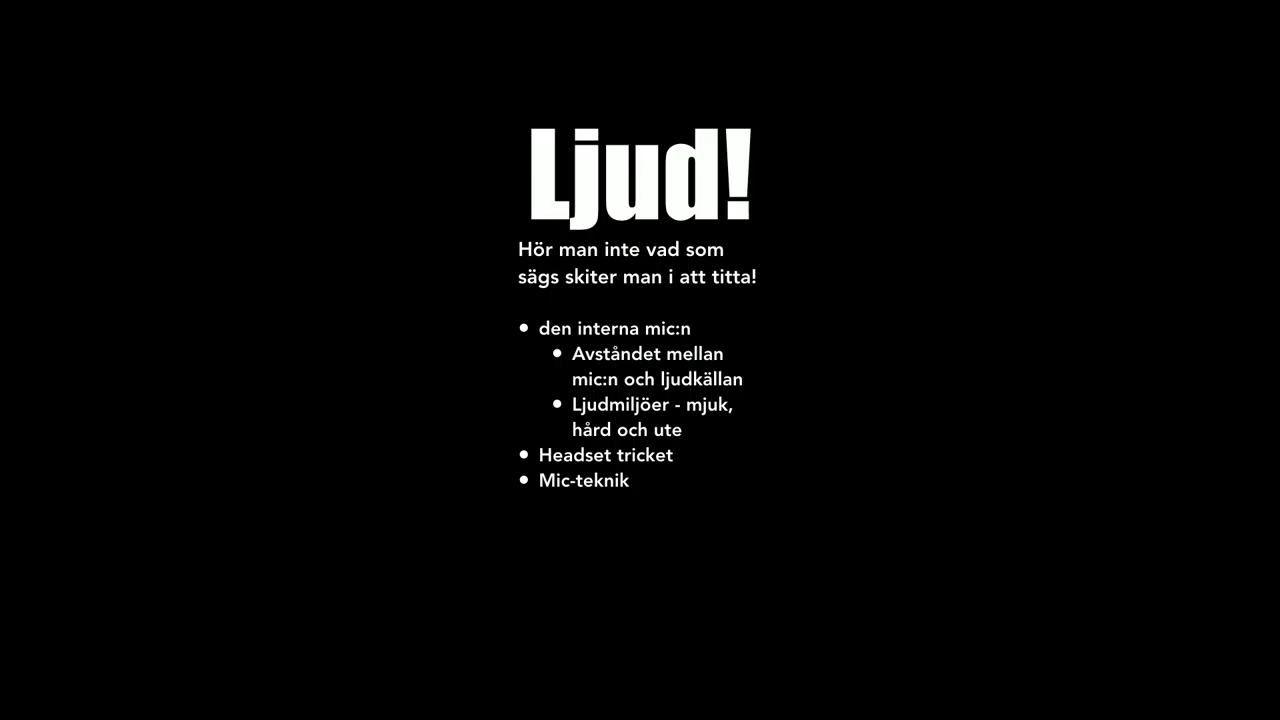 Ljud!
Hör man inte vad som
sägs skiter man i att titta!
• den interna mic:n
• Avståndet mellan
mic:n och ljudkällan
• Ljudmiljöer - mjuk,
hård och ute
• Headset tricket
• Mic-teknik